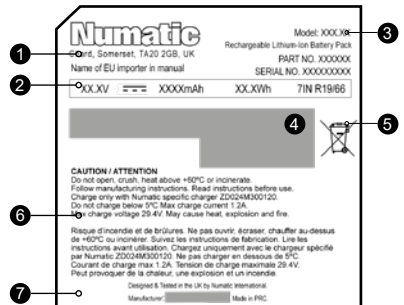 Numatic
Model: XXX.X
Chard, Somerset, TA20 2GB, UK
Rechargeable Lithium-Ion Battery Pack
Name of EU importer in manual
PART NO. XXXXXX
SERIAL NO. XXXXXXXXX
XX.XV XXXXmAh XX.XWh 7IN R19/66
CAUTION / ATTENTION
Do not open, crush, heat above +60°C or incinerate.
Follow manufacturing instructions. Read instructions before use.
Charge only with Numatic specific charger ZD024M300120.
Do not charge below 5°C Max charge current 1.2A.
Max charge voltage 29.4V. May cause heat, explosion and fire.
Risque d'incendie et de brûlures. Ne pas ouvrir, écraser, chauffer au-dessus
de +60°C ou incinérer. Suivez les instructions de fabrication. Lire les
instructions avant utilisation. Chargez uniquement avec le chargeur spécifié
par Numatic ZD024M300120. Ne pas charger en dessous de 5°C.
Courant de charge max 1.2A. Tension de charge maximale 29.4V.
Peut provoquer de la chaleur, une explosion et un incendie.
Designed & Tested in the UK by Numatic International Limited.
Manufacturer: Made in PRC.
1
2
3
4
5
6
7